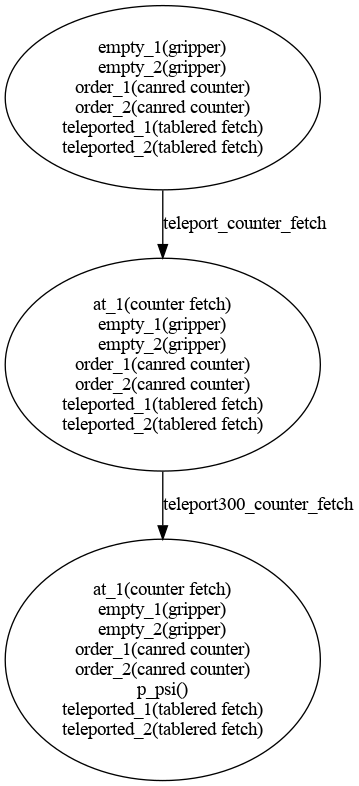 empty_1(gripper)
empty_2(gripper)
order_1(canred counter)
order_2(canred counter)
teleported_1(tablered fetch)
teleported_2(tablered fetch)
teleport_counter_fetch
at_1(counter fetch)
empty_1(gripper)
empty_2(gripper)
order_1(canred counter)
order_2(canred counter)
teleported_1(tablered fetch)
teleported_2(tablered fetch)
teleport300_counter_fetch
at_1(counter fetch)
empty_1(gripper)
empty_2(gripper)
order_1(canred counter)
order_2(canred counter)
p_psi()
teleported_1(tablered fetch)
teleported_2(tablered fetch)